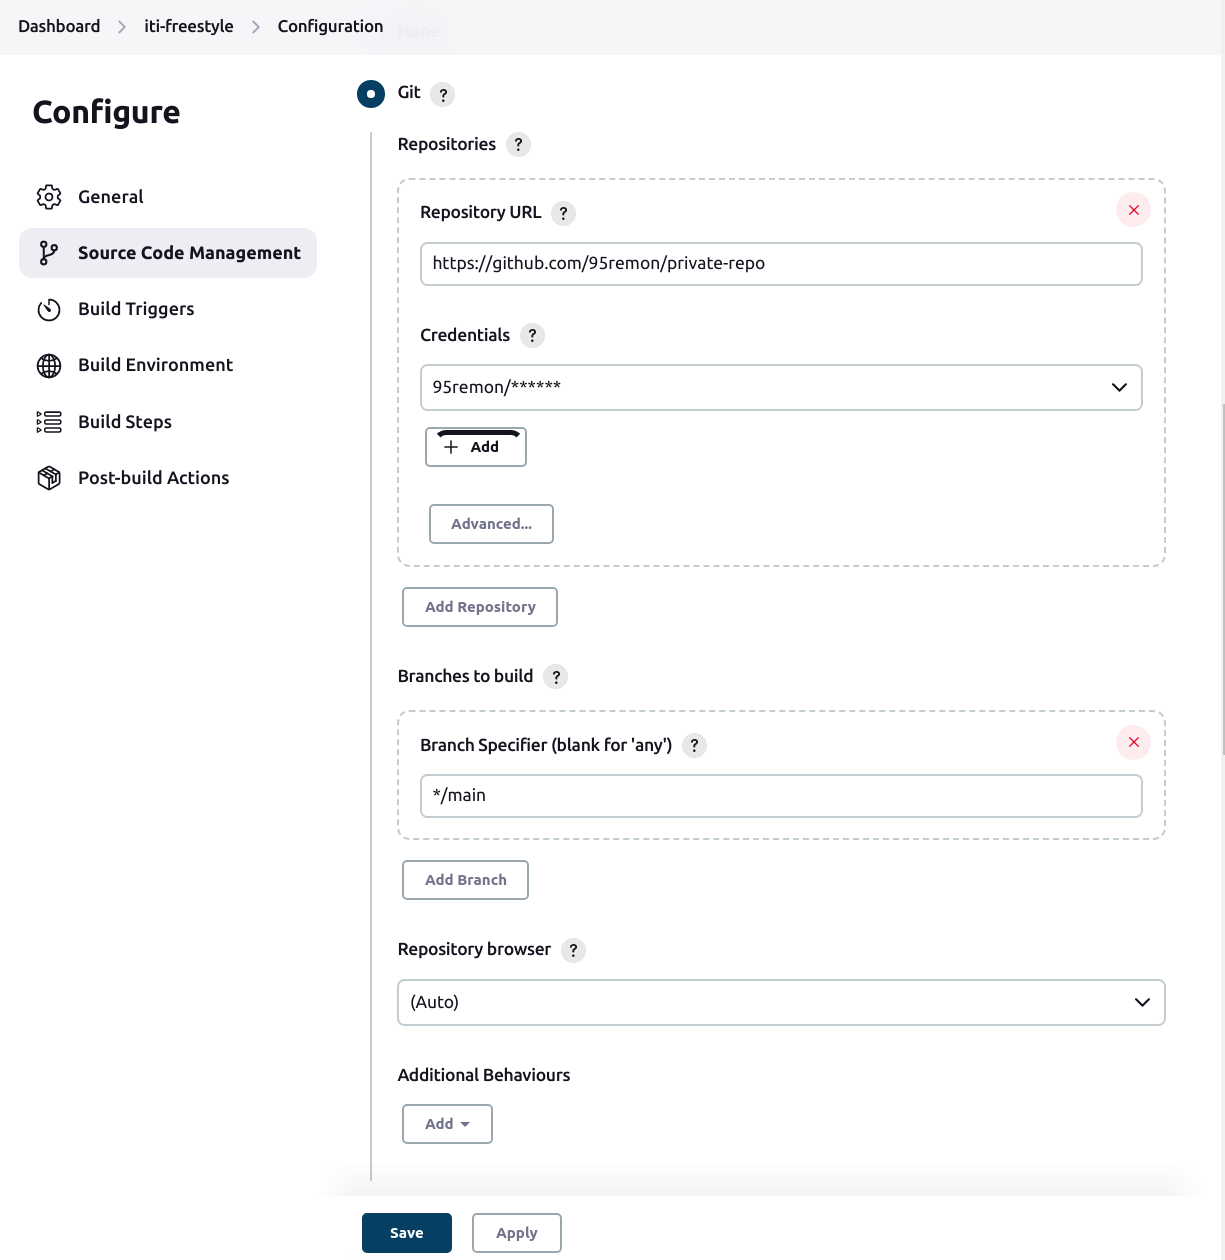 Dashboard > iti-freestyle > Configuration
None
Configure
General
Source Code Management
Build Triggers
Build Environment
Build Steps
Post-build Actions
Git ?
Repositories ?
Repository URL ?
https://github.com/95remon/private-repo
Credentials ?
95remon/******
+ Add
Advanced...
Add Repository
Branches to build ?
Branch Specifier (blank for 'any') ?
*/main
Add Branch
Repository browser ?
(Auto)
Additional Behaviours
Add
Save Apply